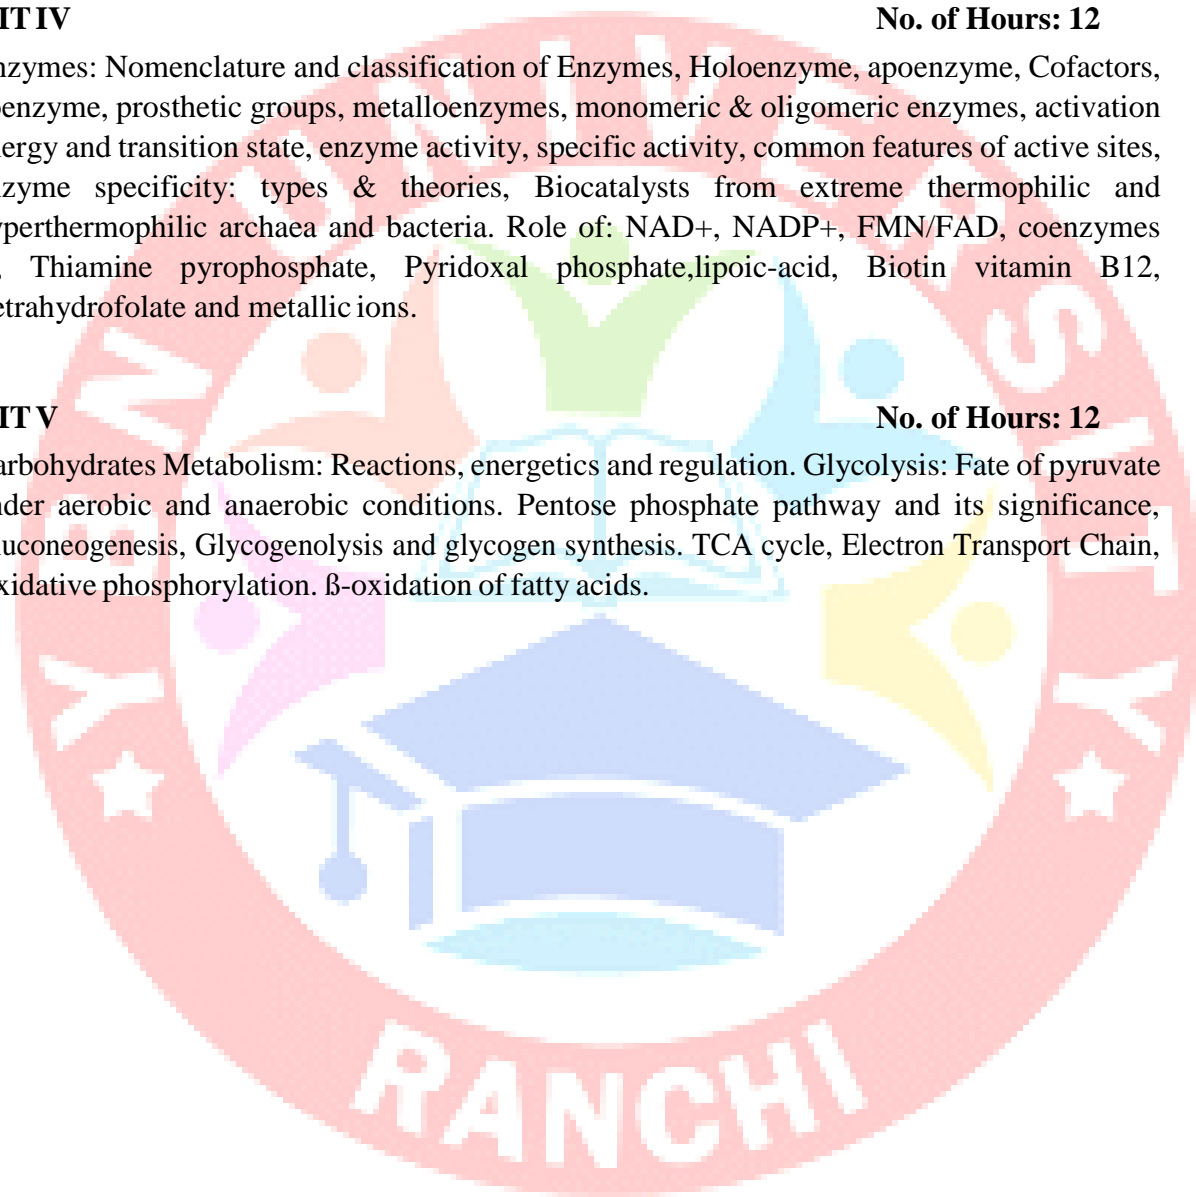 IT IV No. of Hours: 12
nzymes: Nomenclature and classification of Enzymes, Holoenzyme, apoenzyme, Cofactors,
oenzyme, prosthetic groups, metalloenzymes, monomeric & oligomeric enzymes, activation
nergy and transition state, enzyme activity, specific activity, common features of active sites,
nzyme specificity: types & theories, Biocatalysts from extreme thermophilic and
yperthermophilic archaea and bacteria. Role of: NAD+, NADP+, FMN/FAD, coenzymes
, Thiamine pyrophosphate, Pyridoxal phosphate,lipoic-acid, Biotin vitamin B12,
etrahydrofolate and metallic ions.
IT V No. of Hours: 12
arbohydrates Metabolism: Reactions, energetics and regulation. Glycolysis: Fate of pyruvate
nder aerobic and anaerobic conditions. Pentose phosphate pathway and its significance,
luconeogenesis, Glycogenolysis and glycogen synthesis. TCA cycle, Electron Transport Chain,
xidative phosphorylation. ß-oxidation of fatty acids.
Y B N UNIVERSITY
RANCHI